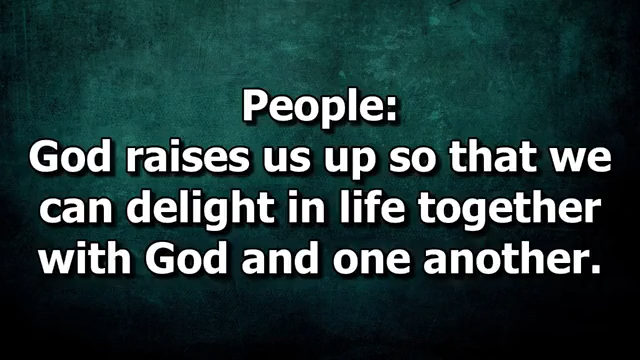 People:
God raises us up so that we
can delight in life together
with God and one another.